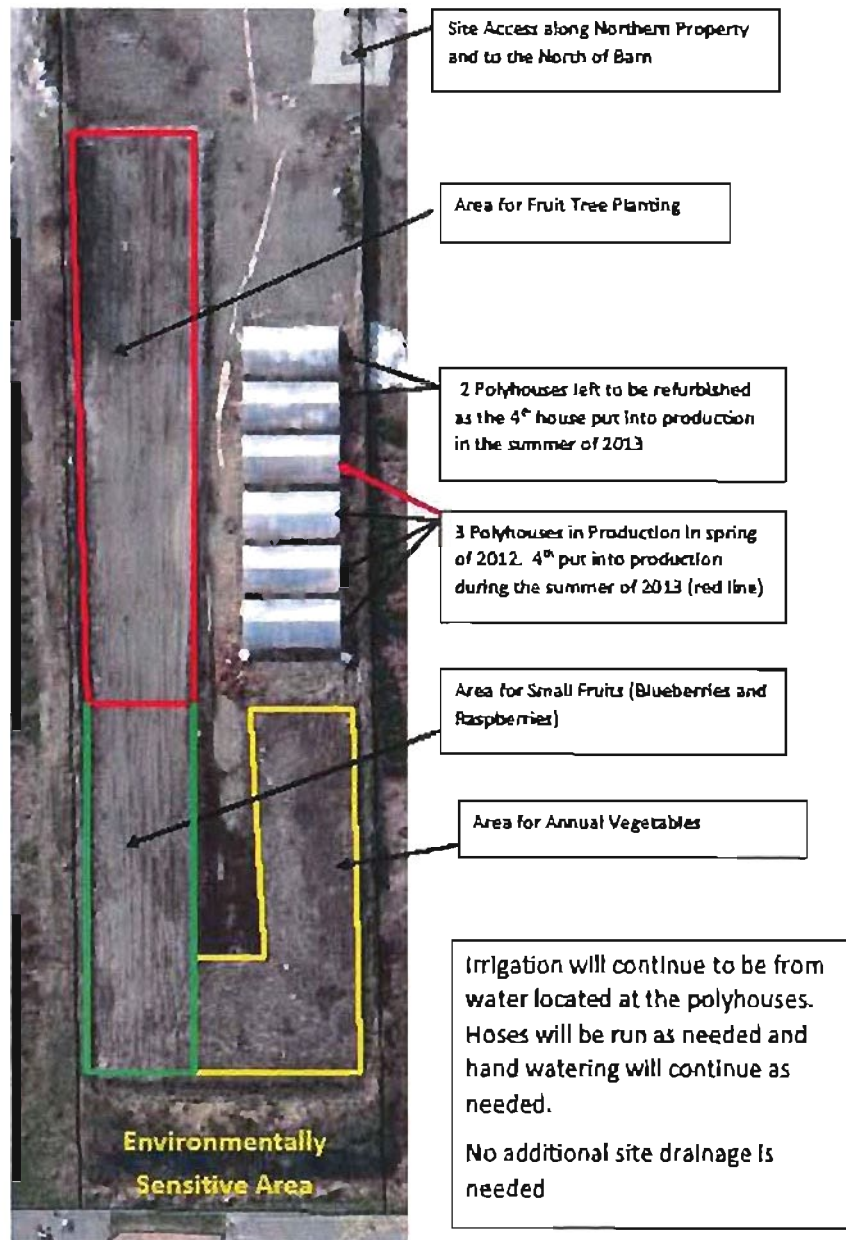 Site Access along Northern Property
and to the North of Barn
Area for Fruit Tree Planting
2 Polyhouses left to be refurbished
as the 4th house put into production
in the summer of 2013
3 Polyhouses in Production in spring
of 2012. 4th put into production
during the summer of 2013 (red line)
Area for Small Fruits (Blueberries and
Raspberries)
Area for Annual Vegetables
Irrigation will continue to be from
water located at the polyhouses.
Hoses will be run as needed and
hand watering will continue as
needed.
No additional site drainage is
needed
Environmentally
Sensitive Area